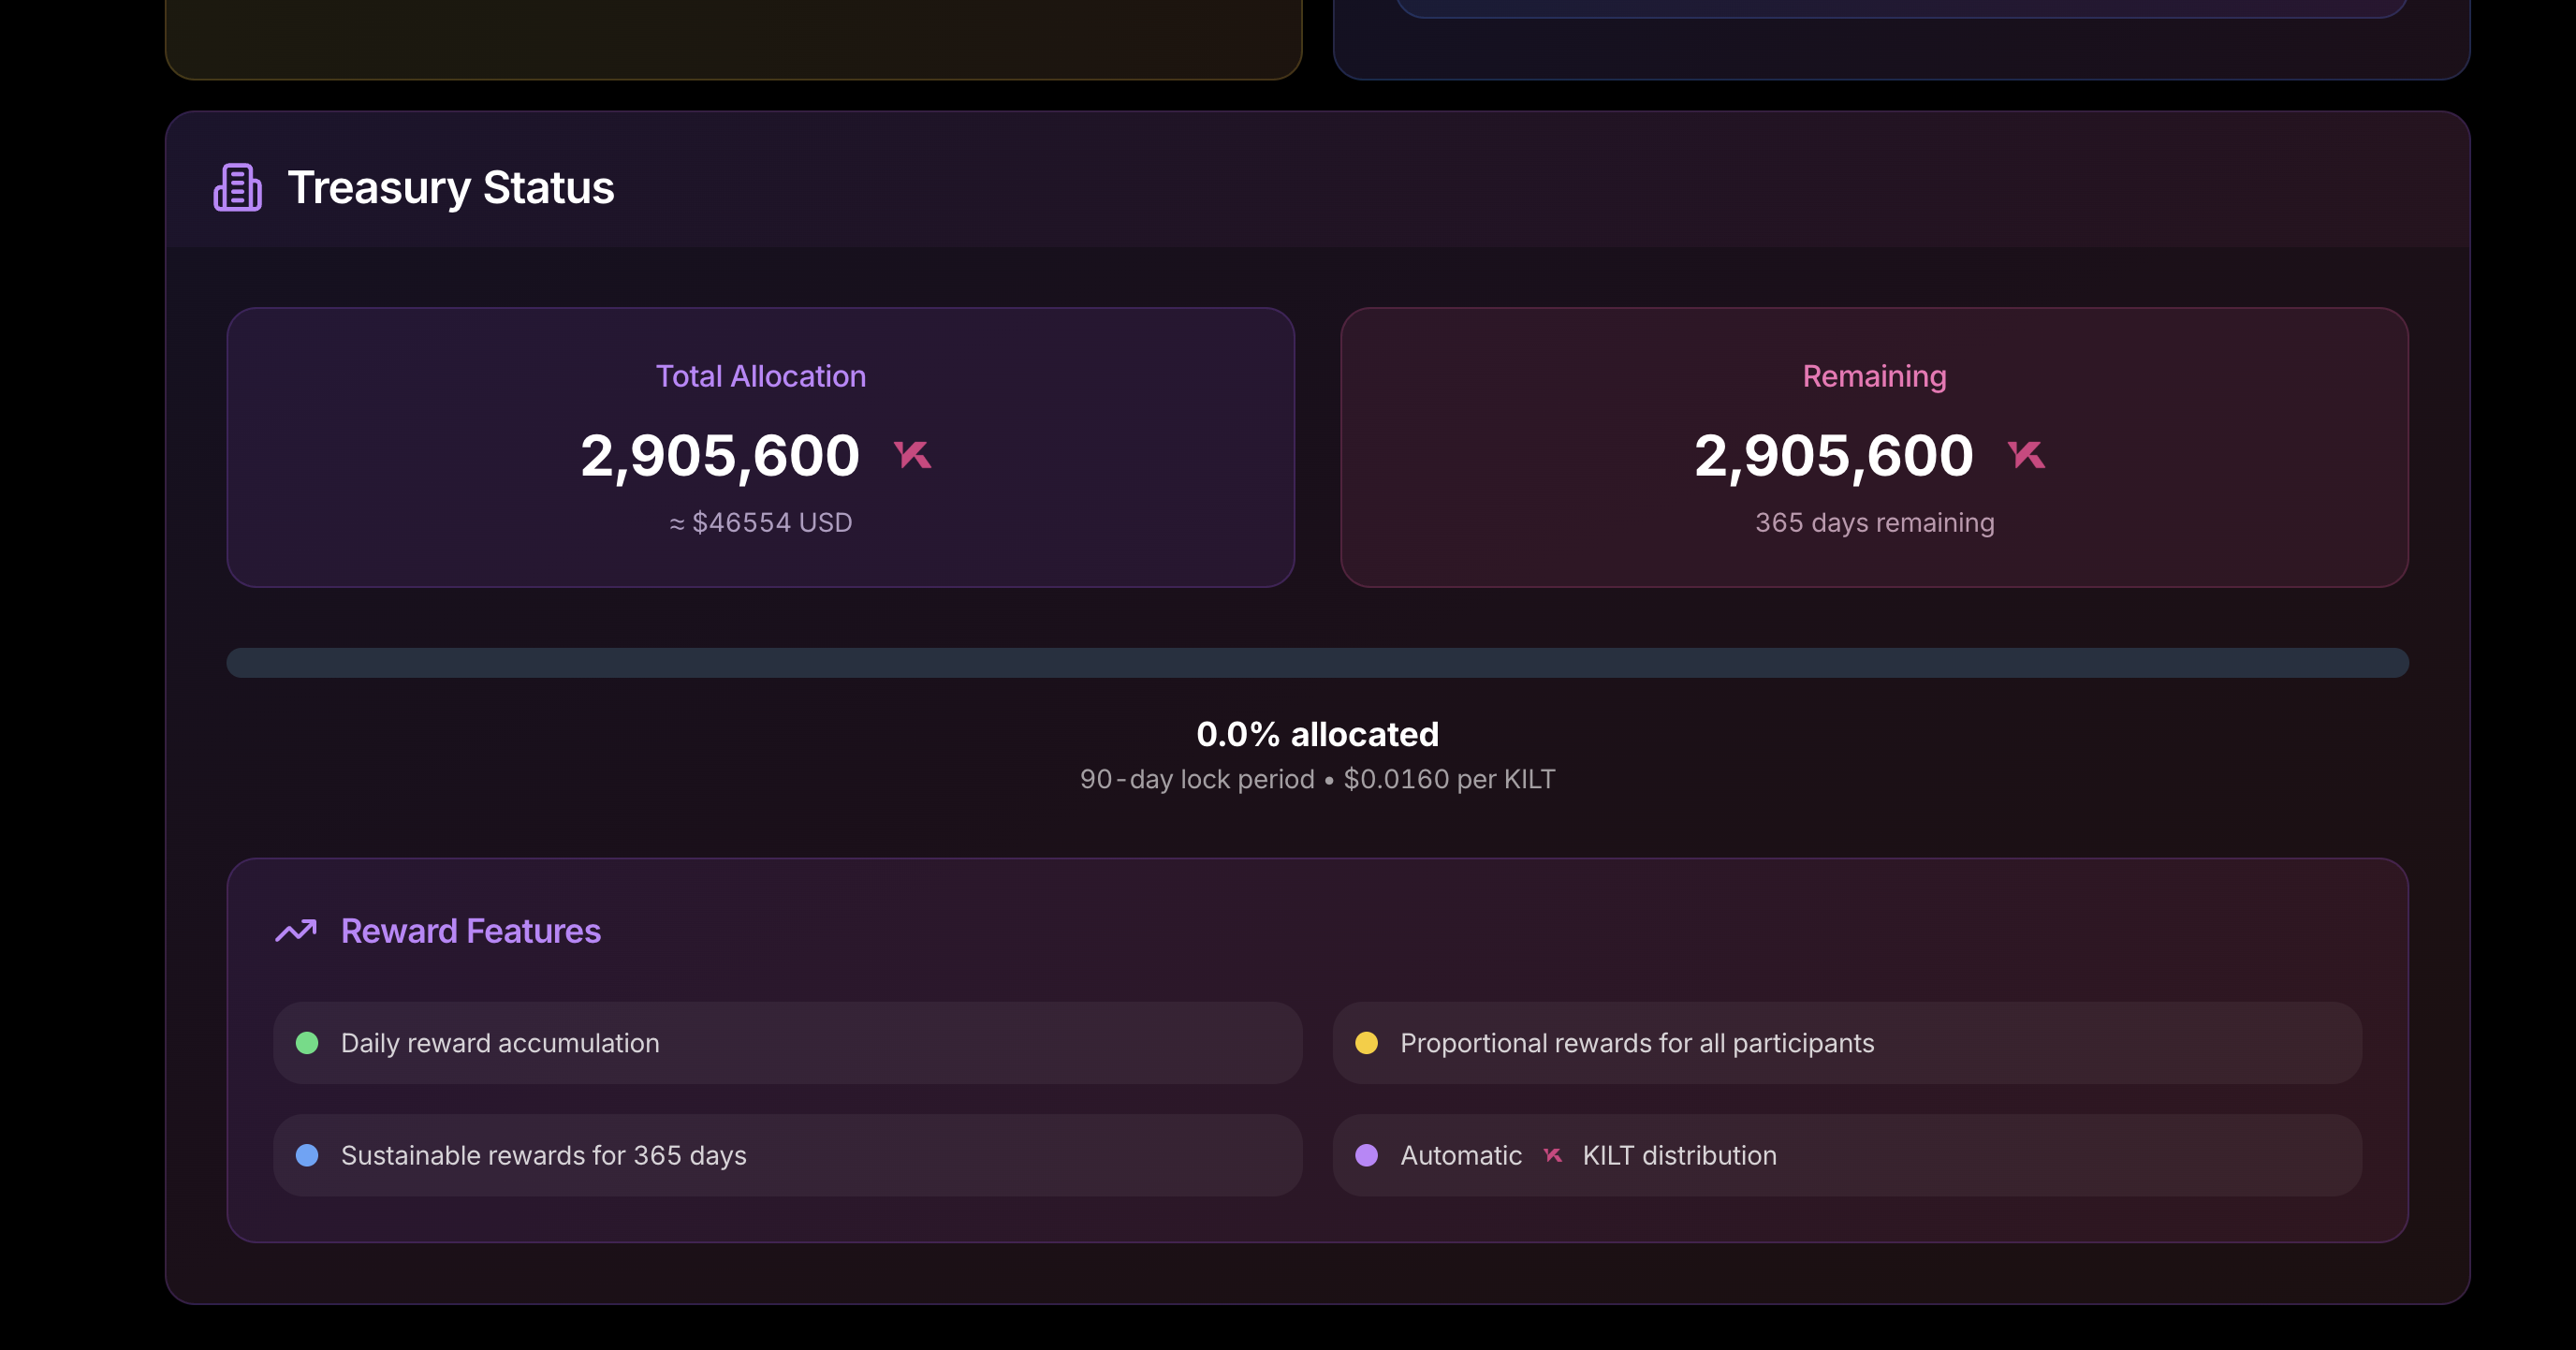 Treasury Status
Total Allocation
2,905,600
≈ $46554 USD
Remaining
2,905,600
365 days remaining
0.0% allocated
90-day lock period • $0.0160 per KILT
Reward Features
Daily reward accumulation
Proportional rewards for all participants
Sustainable rewards for 365 days
Automatic KILT distribution